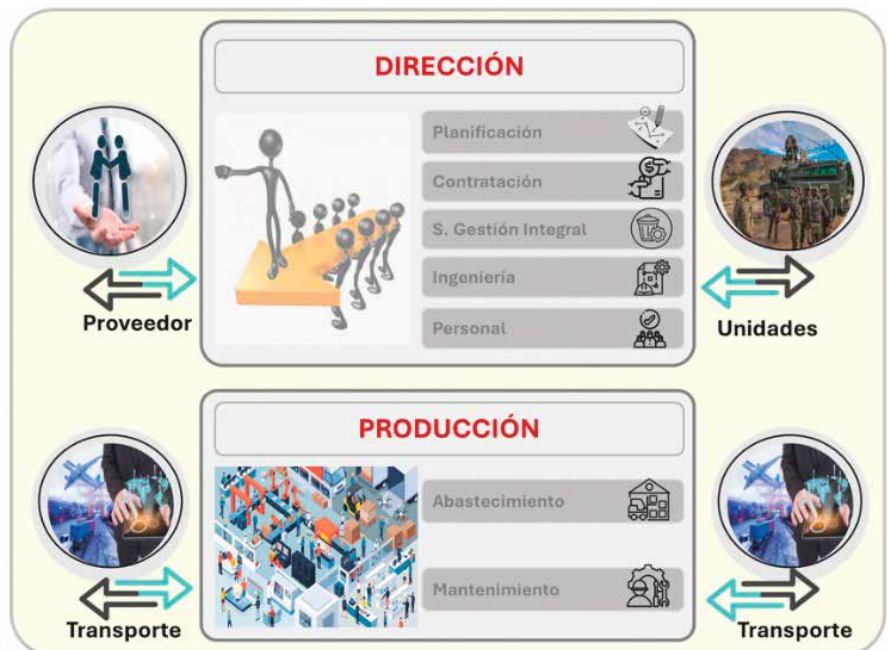 DIRECCIÓN
Planificación
Contratación
S. Gestión Integral
Ingeniería
Personal
Proveedor
Unidades
PRODUCCIÓN
Abastecimiento
Mantenimiento
Transporte
Transporte